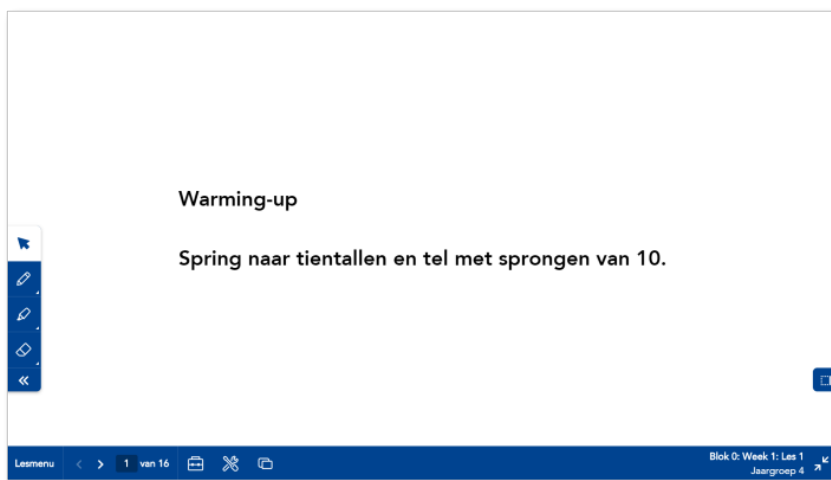 Warming-up
Spring naar tientallen en tel met sprongen van 10.
Lesmenu
1 van 16
Blok 0: Week 1: Les 1
Jaargroep 4